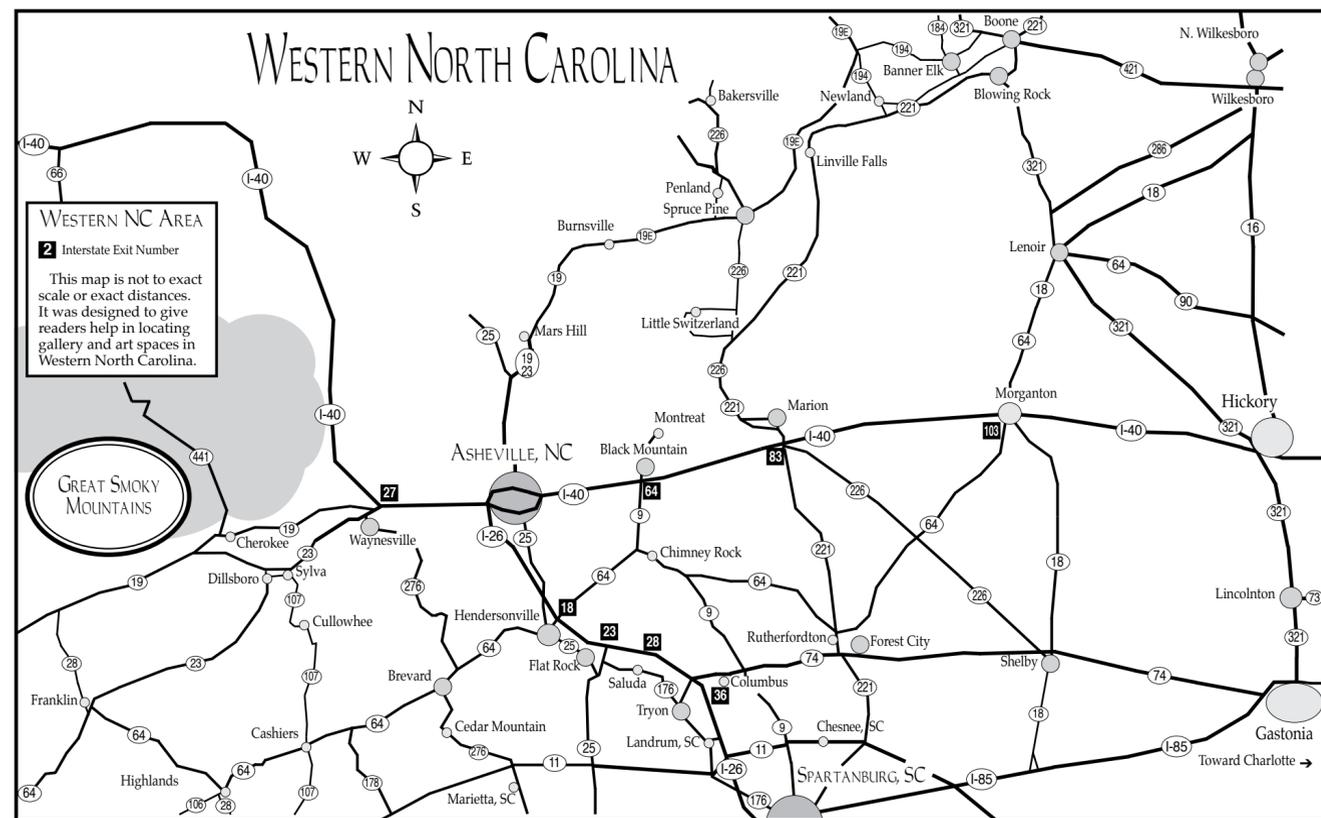 WESTERN NORTH CAROLINA
N
W E
S
WESTERN NC AREA
2 Interstate Exit Number
This map is not to exact
scale or exact distances.
It was designed to give
readers help in locating
gallery and art spaces in
Western North Carolina.
GREAT SMOKY
MOUNTAINS
I-40
66
I-40
I-40
441
27
19
Cherokee
23
Waynesville
19
Dillsboro
Sylva
107
Cullowhee
107
28
23
Franklin
64
64
Highlands
64
106
28
Cashiers
107
178
64
Brevard
276
64
Cedar Mountain
276
Marietta, SC
11
ASHEVILLE, NC
I-40
I-26
25
25
19
23
Mars Hill
19
Burnsville
19E
Bakersville
226
Penland
Spruce Pine
19E
226
Little Switzerland
221
226
221
Marion
Montreat
Black Mountain
64
9
Chimney Rock
64
18
Hendersonville
25
Flat Rock
23
28
Saluda
176
Tryon
36
Columbus
Landrum, SC
25
I-26
11
9
Chesnee, SC
176
SPARTANBURG, SC
I-85
9
64
83
I-40
221
226
64
Rutherfordton
Forest City
74
221
226
Shelby
18
18
74
I-85
Gastonia
Toward Charlotte
321
Lincolnton
73
321
Hickory
321
I-40
103
Morganton
64
18
Lenoir
64
90
321
16
18
286
321
Linville Falls
Newland
221
194
194
19E
Banner Elk
184
321
Boone
221
Blowing Rock
421
N. Wilkesboro
Wilkesboro